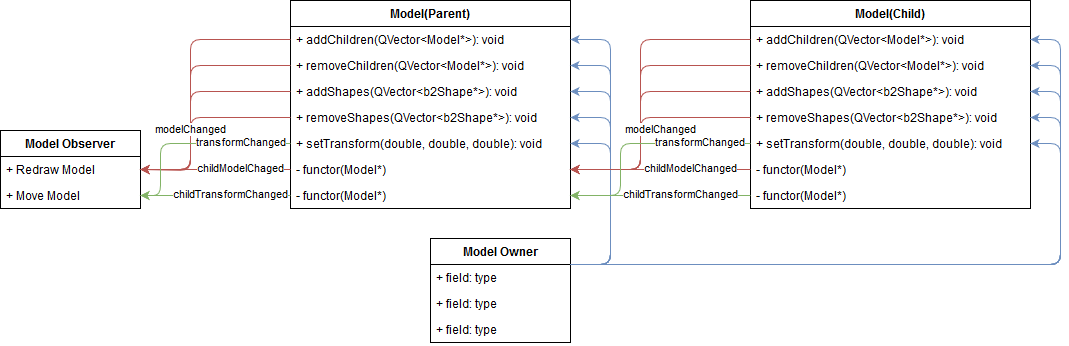 Model(Parent)
+ addChildren(QVector<Model*>): void
+ removeChildren(QVector<Model*>): void
+ addShapes(QVector<b2Shape*>): void
+ removeShapes(QVector<b2Shape*>): void
+ setTransform(double, double, double): void
- functor(Model*)
- functor(Model*)
Model(Child)
+ addChildren(QVector<Model*>): void
+ removeChildren(QVector<Model*>): void
+ addShapes(QVector<b2Shape*>): void
+ removeShapes(QVector<b2Shape*>): void
+ setTransform(double, double, double): void
- functor(Model*)
- functor(Model*)
modelChanged
transformChanged
childModelChaged
childTransformChanged
modelChanged
transformChanged
childModelChaged
childTransformChanged
Model Observer
+ Redraw Model
+ Move Model
Model Owner
+ field: type
+ field: type
+ field: type